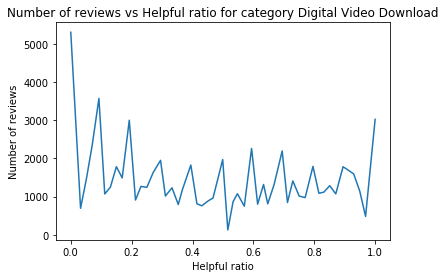 Number of reviews vs Helpful ratio for category Digital Video Download
5000
4000
3000
2000
1000
0
Number of reviews
0.0 0.2 0.4 0.6 0.8 1.0
Helpful ratio